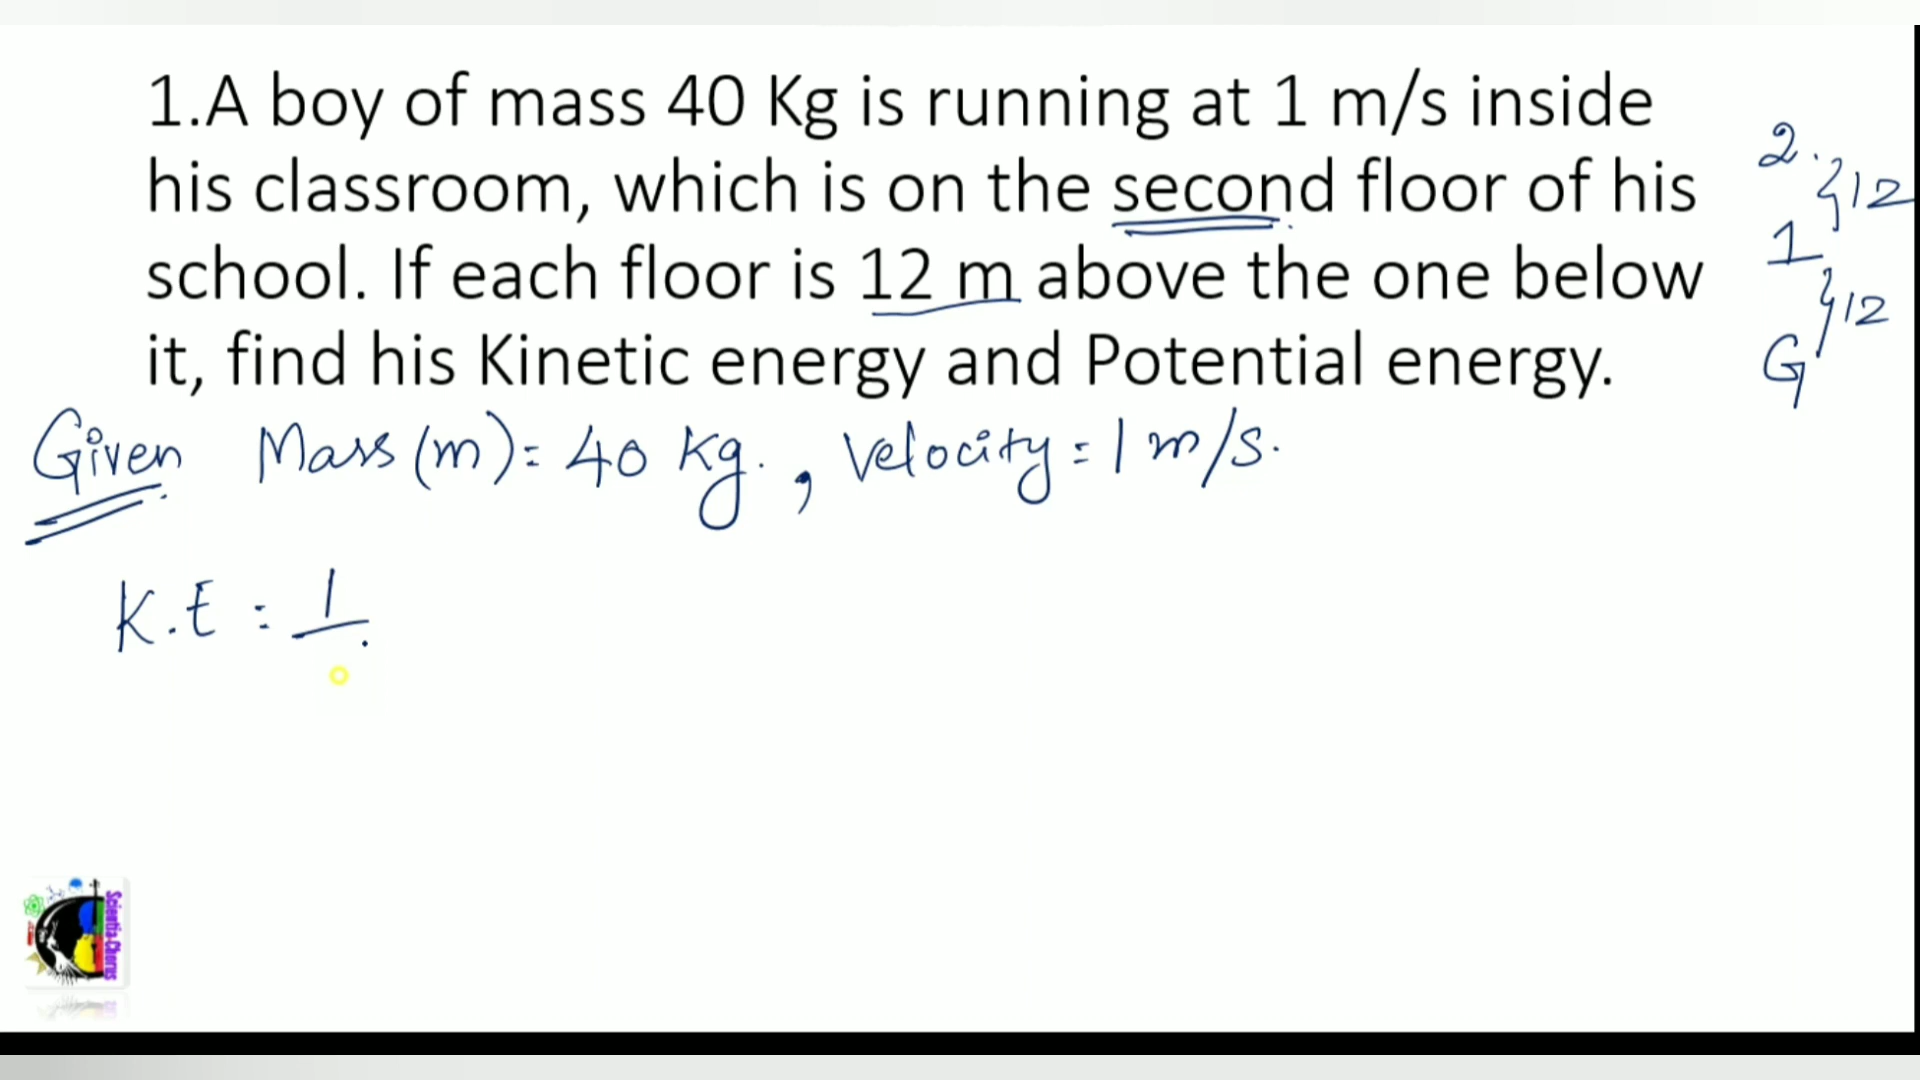 1.A boy of mass 40 Kg is running at 1 m/s inside
his classroom, which is on the second floor of his
school. If each floor is 12 m above the one below
it, find his Kinetic energy and Potential energy.
2.
}12
1
}12
G
Given Mass (m) = 40 kg. , Velocity = 1 m/s.
K.E = 1
Scientia Chorus